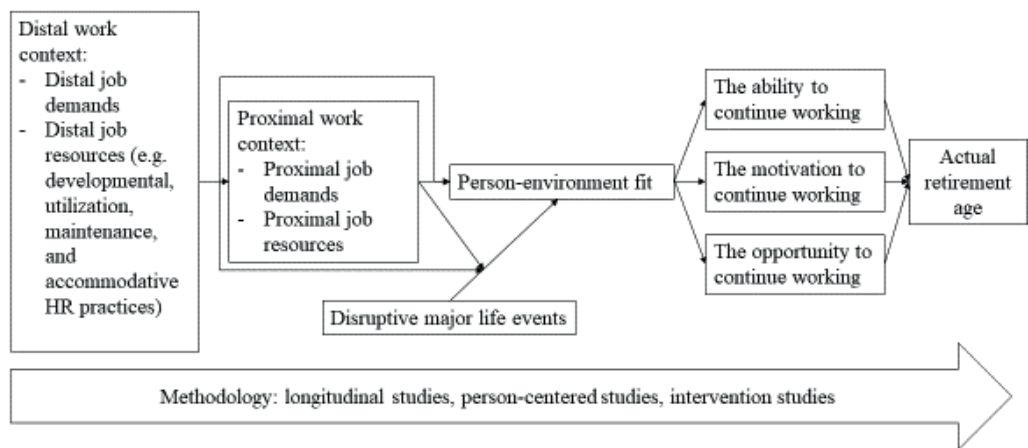 Distal work
context:
- Distal job
demands
- Distal job
resources (e.g.
developmental,
utilization,
maintenance,
and
accommodative
HR practices)
Proximal work
context:
- Proximal job
demands
- Proximal job
resources
Disruptive major life events
Person-environment fit
The ability to
continue working
The motivation to
continue working
The opportunity to
continue working
Actual
retirement
age
Methodology: longitudinal studies, person-centered studies, intervention studies